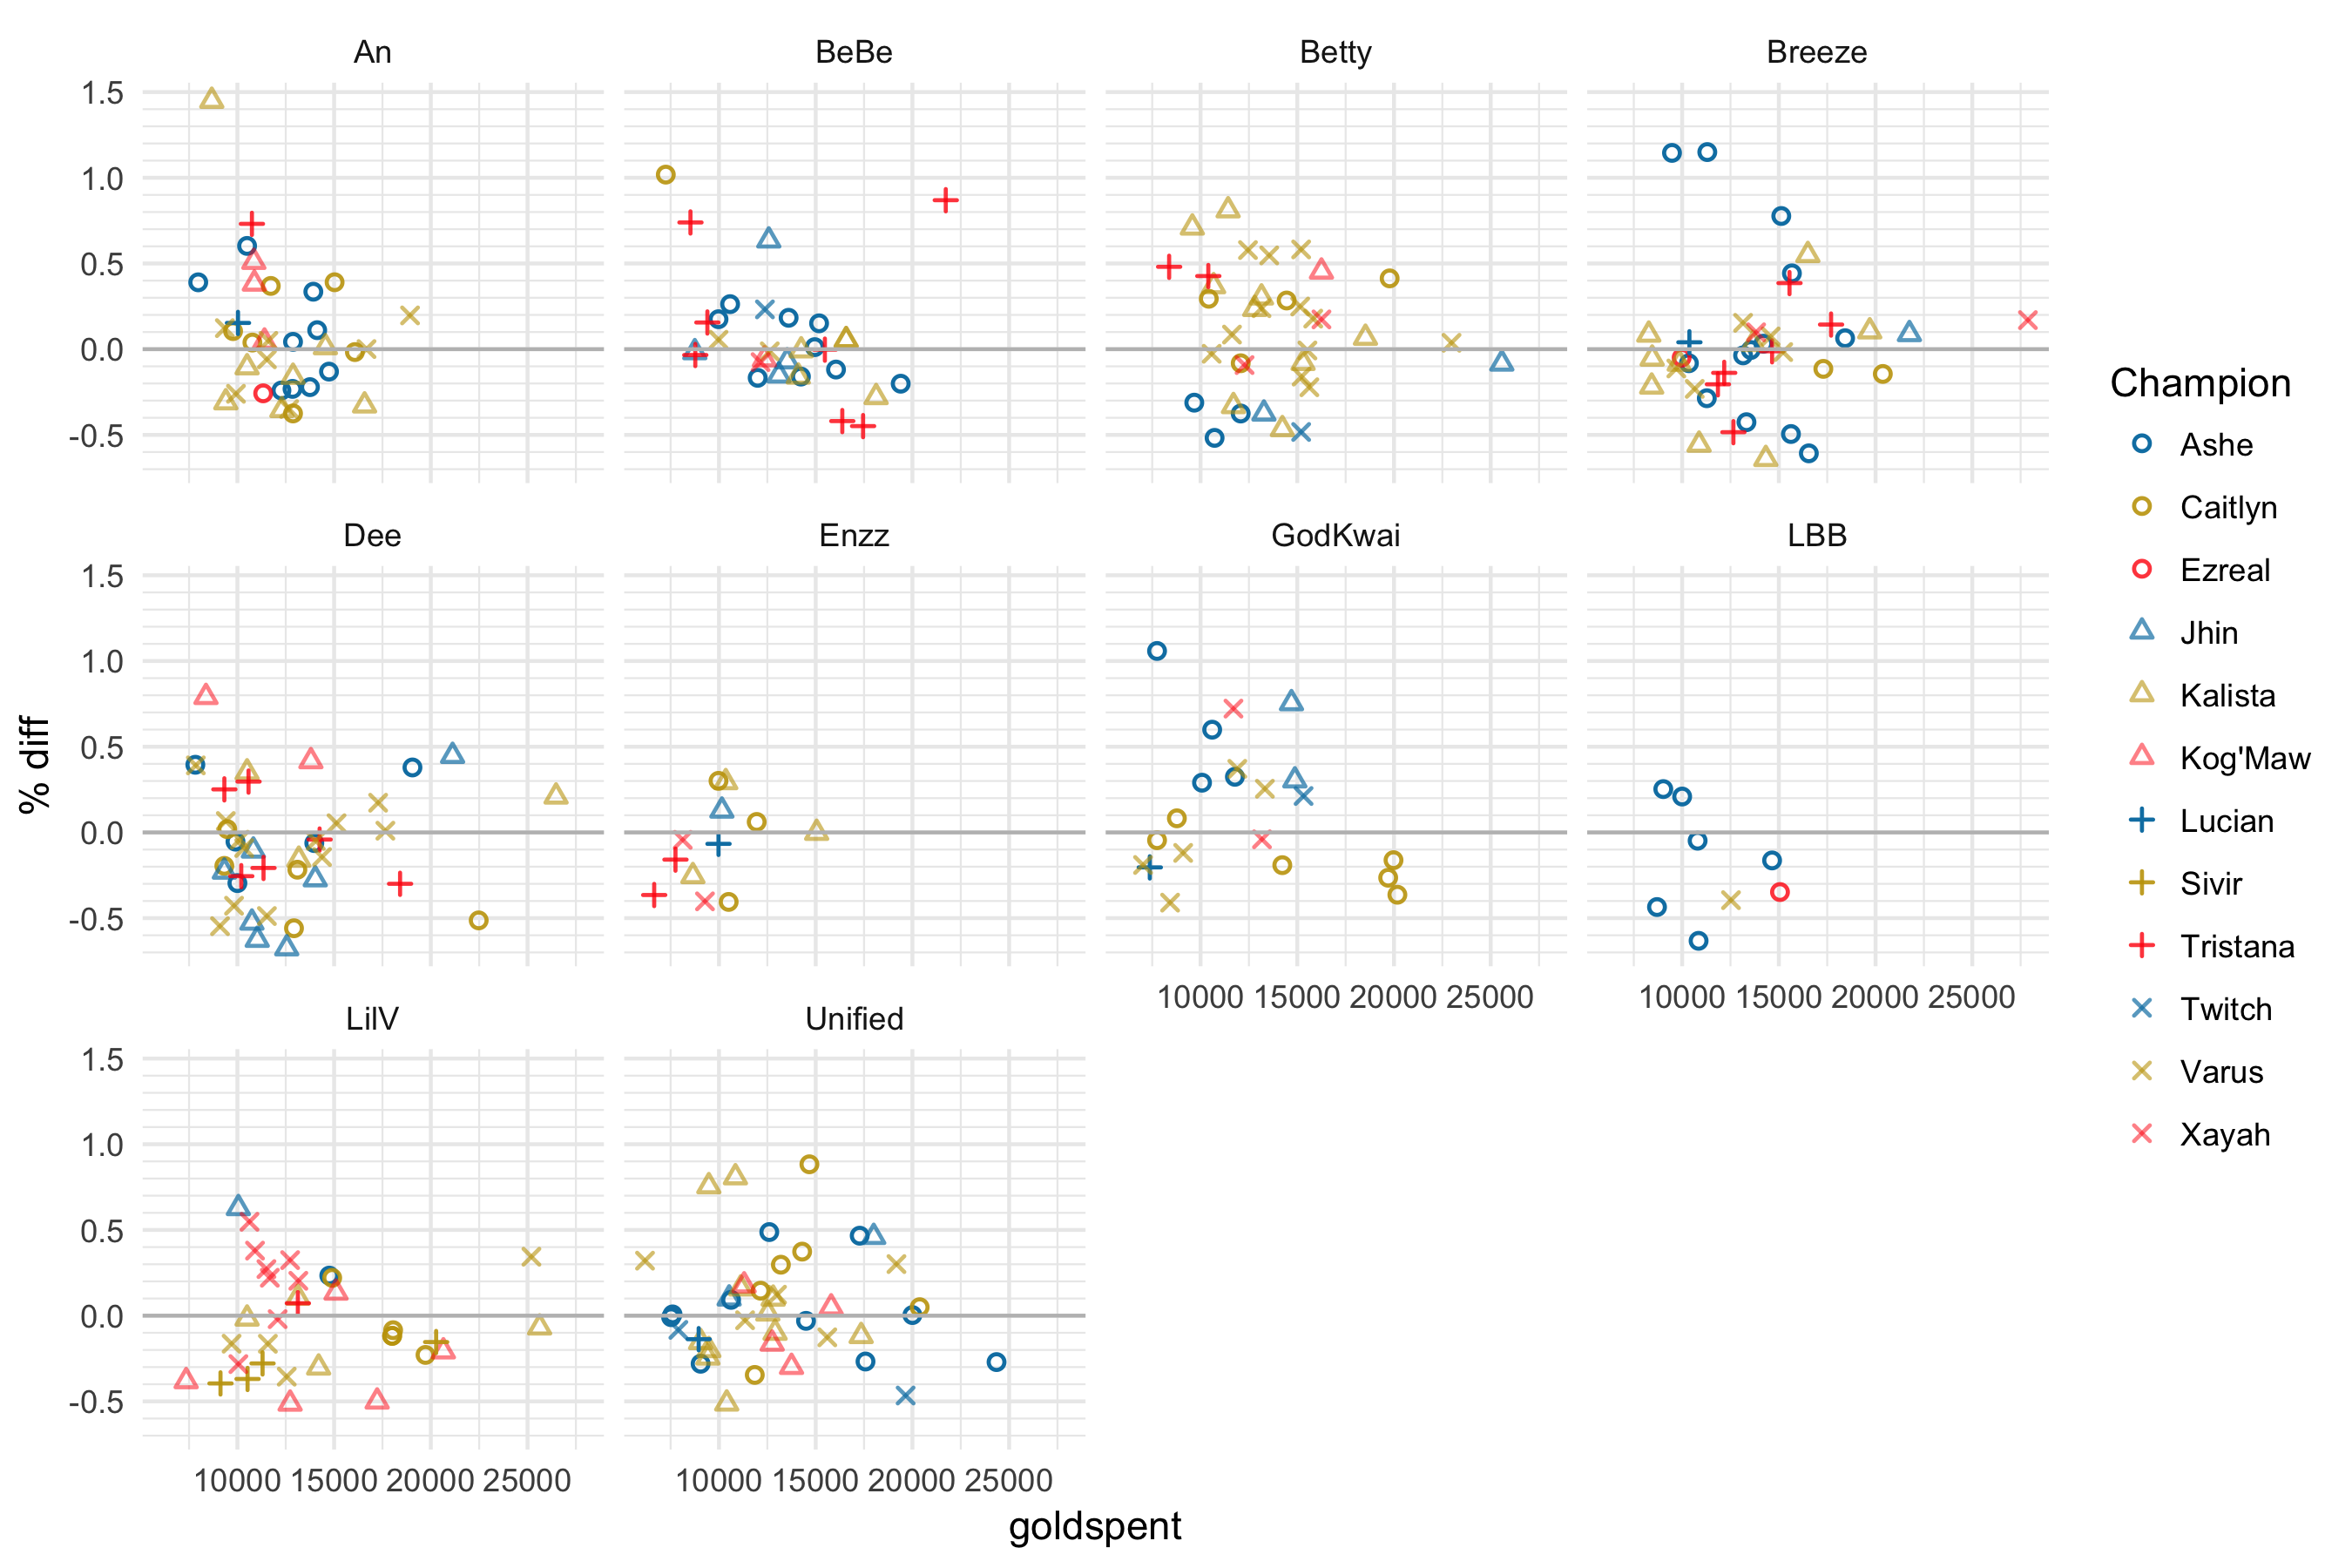 An BeBe Betty Breeze
1.5
1.0
0.5
0.0
-0.5
Dee Enzz GodKwai LBB
1.5
1.0
0.5
0.0
-0.5
10000 15000 20000 25000 10000 15000 20000 25000
LilV Unified
1.5
1.0
0.5
0.0
-0.5
10000 15000 20000 25000 10000 15000 20000 25000
goldspent
% diff
Champion
Ashe
Caitlyn
Ezreal
Jhin
Kalista
Kog'Maw
Lucian
Sivir
Tristana
Twitch
Varus
Xayah